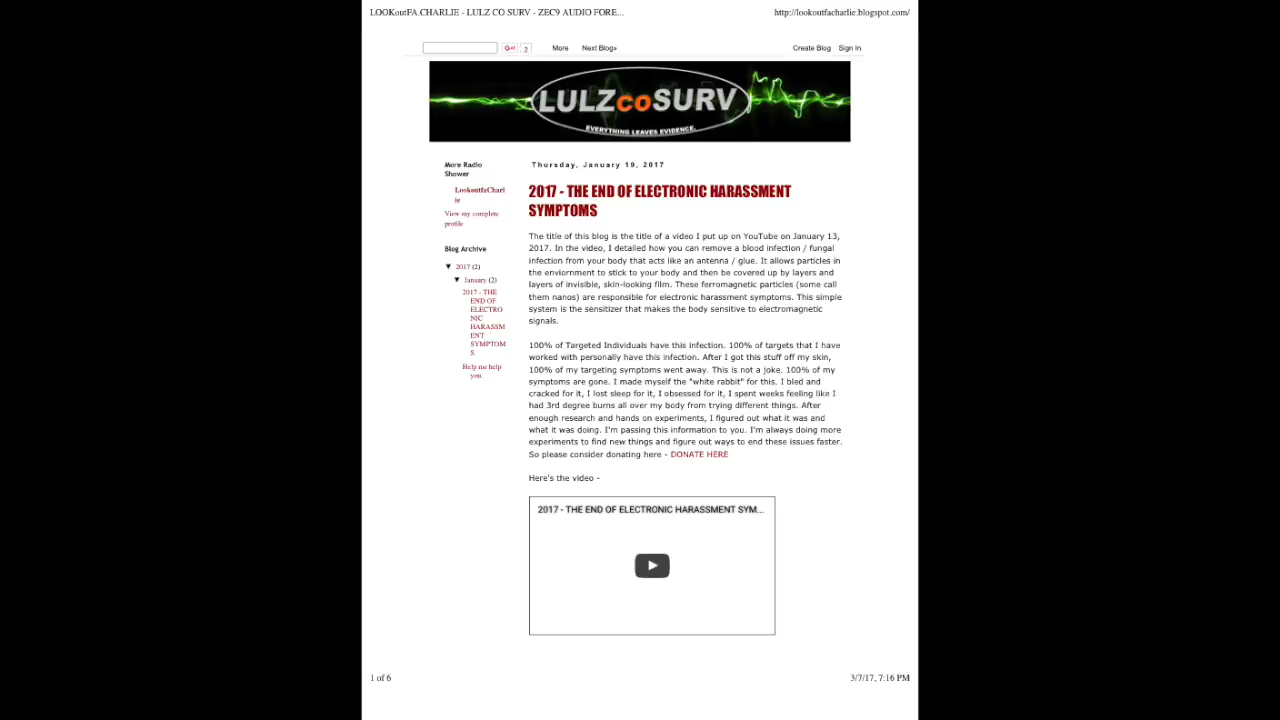 LOOKoutFA.CHARLIE - LULZ CO SURV - ZEC9 AUDIO FORE...
http://lookoutfacharlie.blogspot.com/
2
More
Next Blog»
Create Blog
Sign In
LULZcoSURV
EVERYTHING LEAVES EVIDENCE.
More Radio
Shower
LookoutfaCharl
ie
View my complete
profile
Blog Archive
▼ 2017 (2)
▼ January (2)
2017 - THE
END OF
ELECTRO
NIC
HARASSM
ENT
SYMPTOM
S
Help me help
you.
Thursday, January 19, 2017
2017 - THE END OF ELECTRONIC HARASSMENT
SYMPTOMS
The title of this blog is the title of a video I put up on YouTube on January 13,
2017. In the video, I detailed how you can remove a blood infection / fungal
infection from your body that acts like an antenna / glue. It allows particles in
the enviornment to stick to your body and then be covered up by layers and
layers of invisible, skin-looking film. These ferromagnetic particles (some call
them nanos) are responsible for electronic harassment symptoms. This simple
system is the sensitizer that makes the body sensitive to electromagnetic
signals.
100% of Targeted Individuals have this infection. 100% of targets that I have
worked with personally have this infection. After I got this stuff off my skin,
100% of my targeting symptoms went away. This is not a joke. 100% of my
symptoms are gone. I made myself the "white rabbit" for this. I bled and
cracked for it, I lost sleep for it, I obsessed for it, I spent weeks feeling like I
had 3rd degree burns all over my body from trying different things. After
enough research and hands on experiments, I figured out what it was and
what it was doing. I'm passing this information to you. I'm always doing more
experiments to find new things and figure out ways to end these issues faster.
So please consider donating here - DONATE HERE
Here's the video -
2017 - THE END OF ELECTRONIC HARASSMENT SYM...
1 of 6
3/7/17, 7:16 PM